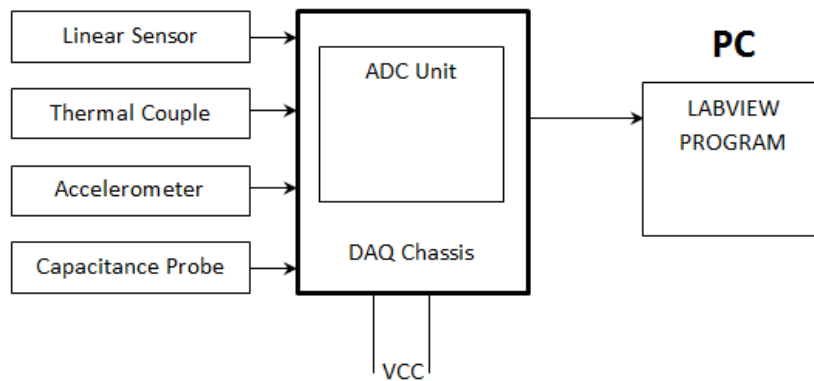 Linear Sensor
Thermal Couple
Accelerometer
Capacitance Probe
ADC Unit
DAQ Chassis
VCC
PC
LABVIEW
PROGRAM